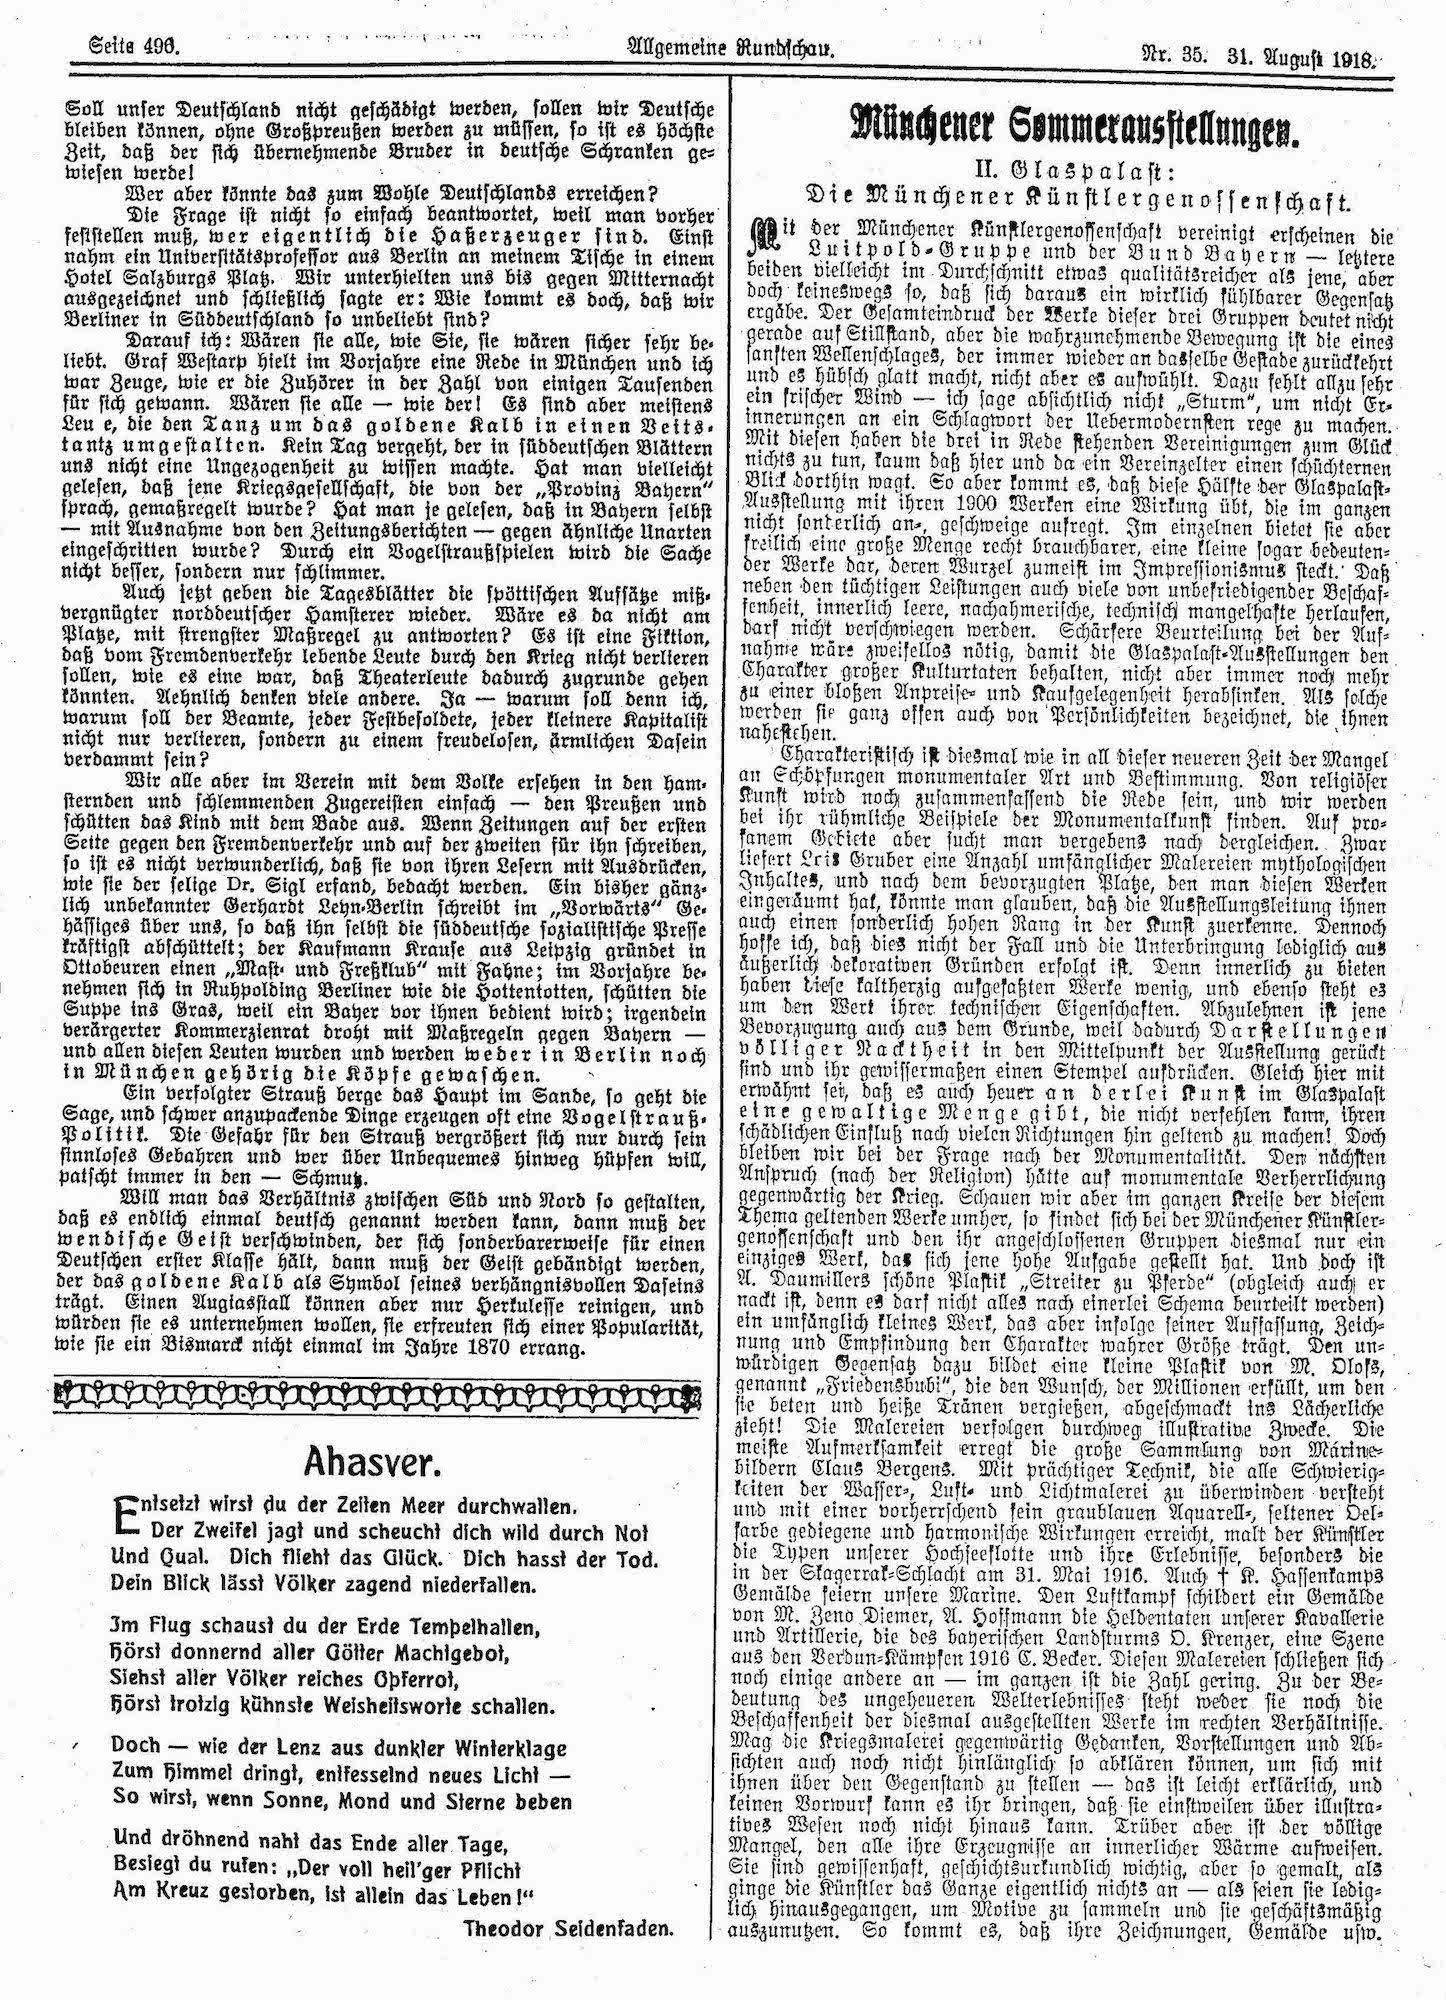 Seite 496.
Allgemeine Rundschau.
Nr. 35. 31. August 1918.
Soll unser Deutschland nicht geschädigt werden, sollen wir Deutsche
bleiben können, ohne Großpreußen werden zu müssen, so ist es höchste
Zeit, daß der sich übernehmende Bruder in deutsche Schranken ge-
wiesen werde!
Wer aber könnte das zum Wohle Deutschlands erreichen?
Die Frage ist nicht so einfach beantwortet, weil man vorher
feststellen muß, wer eigentlich die Haßerzeuger sind. Einst
nahm ein Universitätsprofessor aus Berlin an meinem Tische in einem
Hotel Salzburgs Platz. Wir unterhielten uns bis gegen Mitternacht
ausgezeichnet und schließlich sagte er: Wie kommt es doch, daß wir
Berliner in Süddeutschland so unbeliebt sind?
Darauf ich: Wären sie alle, wie Sie, sie wären sicher sehr be-
liebt. Graf Westarp hielt im Vorjahre eine Rede in München und ich
war Zeuge, wie er die Zuhörer in der Zahl von einigen Tausenden
für sich gewann. Wären sie alle — wie der! Es sind aber meistens
Leu e, die den Tanz um das goldene Kalb in einen Veits-
tantz umgestalten. Kein Tag vergeht, der in süddeutschen Blättern
uns nicht eine Ungezogenheit zu wissen machte. Hat man vielleicht
gelesen, daß jene Kriegsgesellschaft, die von der „Provinz Bayern“
sprach, gemaßregelt wurde? Hat man je gelesen, daß in Bayern selbst
— mit Ausnahme von den Zeitungsberichten — gegen ähnliche Unarten
eingeschritten wurde? Durch ein Vogelstraußspielen wird die Sache
nicht besser, sondern nur schlimmer.
Auch jetzt geben die Tagesblätter die spöttischen Aufsätze miß-
vergnügter norddeutscher Hamsterer wieder. Wäre es da nicht am
Platze, mit strengster Maßregel zu antworten? Es ist eine Fiktion,
daß vom Fremdenverkehr lebende Leute durch den Krieg nicht verlieren
sollen, wie es eine war, daß Theaterleute dadurch zugrunde gehen
könnten. Aehnlich denken viele andere. Ja — warum soll denn ich,
warum soll der Beamte, jeder Festbesoldete, jeder kleinere Kapitalist
nicht nur verlieren, sondern zu einem freudelosen, ärmlichen Dasein
verdammt sein?
Wir alle aber im Verein mit dem Volke ersehen in den ham-
sternden und schlemmenden Zugereisten einfach — den Preußen und
schütten das Kind mit dem Bade aus. Wenn Zeitungen auf der ersten
Seite gegen den Fremdenverkehr und auf der zweiten für ihn schreiben,
so ist es nicht verwunderlich, daß sie von ihren Lesern mit Ausdrücken,
wie sie der selige Dr. Sigl erfand, bedacht werden. Ein bisher gänz-
lich unbekannter Gerhardt Leyn-Berlin schreibt im „Vorwärts“ Ge-
hässiges über uns, so daß ihn selbst die süddeutsche sozialistische Presse
kräftigst abschüttelt; der Kaufmann Krause aus Leipzig gründet in
Ottobeuren einen „Mast- und Freßklub“ mit Fahne; im Vorjahre be-
nehmen sich in Ruhpolding Berliner wie die Hottentotten, schütten die
Suppe ins Gras, weil ein Bayer vor ihnen bedient wird; irgendein
verärgerter Kommerzienrat droht mit Maßregeln gegen Bayern —
und allen diesen Leuten wurden und werden weder in Berlin noch
in München gehörig die Köpfe gewaschen.
Ein verfolgter Strauß berge das Haupt im Sande, so geht die
Sage, und schwer anzupackende Dinge erzeugen oft eine Vogelstrauß-
Politik. Die Gefahr für den Strauß vergrößert sich nur durch sein
sinnloses Gebahren und wer über Unbequemes hinweg hüpfen will,
patscht immer in den — Schmutz.
Will man das Verhältnis zwischen Süd und Nord so gestalten,
daß es endlich einmal deutsch genannt werden kann, dann muß der
wendische Geist verschwinden, der sich sonderbarerweise für einen
Deutschen erster Klasse hält, dann muß der Geist gebändigt werden,
der das goldene Kalb als Symbol seines verhängnisvollen Daseins
trägt. Einen Augiasstall können aber nur Herkulesse reinigen, und
würden sie es unternehmen wollen, sie erfreuten sich einer Popularität,
wie sie ein Bismarck nicht einmal im Jahre 1870 errang.
Ahasver.
Entsetzt wirst du der Zeiten Meer durchwallen.
Der Zweifel jagt und scheucht dich wild durch Not
Und Qual. Dich flieht das Glück. Dich hasst der Tod.
Dein Blick lässt Völker zagend niederfallen.
Im Flug schaust du der Erde Tempelhallen,
Hörst donnernd aller Götter Machtgebot,
Siehst aller Völker reiches Opferrot,
Hörst trotzig kühnste Weisheitsworte schallen.
Doch — wie der Lenz aus dunkler Winterklage
Zum Himmel dringt, entfesselnd neues Licht —
So wirst, wenn Sonne, Mond und Sterne beben
Und dröhnend naht das Ende aller Tage,
Besiegt du rufen: „Der voll heil'ger Pflicht
Am Kreuz gestorben, ist allein das Leben!“
Theodor Seidenfaden.
Münchener Sommerausstellungen.
II. Glaspalast:
Die Münchener Künstlergenossenschaft.
Mit der Münchener Künstlergenossenschaft vereinigt erscheinen die
Luitpold-Gruppe und der Bund Bayern — letztere
beiden vielleicht im Durchschnitt etwas qualitätsreicher als jene, aber
doch keineswegs so, daß sich daraus ein wirklich fühlbarer Gegensatz
ergäbe. Der Gesamteindruck der Werke dieser drei Gruppen deutet nicht
gerade auf Stillstand, aber die wahrzunehmende Bewegung ist die eines
sanften Wellenschlages, der immer wieder an dasselbe Gestade zurückkehrt
und es hübsch glatt macht, nicht aber es aufwühlt. Dazu fehlt allzu sehr
ein frischer Wind — ich sage absichtlich nicht „Sturm“, um nicht Er-
innerungen an ein Schlagwort der Uebermodernsten rege zu machen.
Mit diesen haben die drei in Rede stehenden Vereinigungen zum Glück
nichts zu tun, kaum daß hier und da ein Vereinzelter einen schüchternen
Blick dorthin wagt. So aber kommt es, daß diese Hälfte der Glaspalast-
Ausstellung mit ihren 1900 Werken eine Wirkung übt, die im ganzen
nicht sonderlich an-, geschweige aufregt. Im einzelnen bietet sie aber
freilich eine große Menge recht brauchbarer, eine kleine sogar bedeuten-
der Werke dar, deren Wurzel zumeist im Impressionismus steckt. Daß
neben den tüchtigen Leistungen auch viele von unbefriedigender Beschaf-
fenheit, innerlich leere, nachahmerische, technisch mangelhafte herlaufen,
darf nicht verschwiegen werden. Schärfere Beurteilung bei der Auf-
nahme wäre zweifellos nötig, damit die Glaspalast-Ausstellungen den
Charakter großer Kulturtaten behalten, nicht aber immer noch mehr
zu einer bloßen Anpreise- und Kaufgelegenheit herabsinken. Als solche
werden sie ganz offen auch von Persönlichkeiten bezeichnet, die ihnen
nahestehen.
Charakteristisch ist diesmal wie in all dieser neueren Zeit der Mangel
an Schöpfungen monumentaler Art und Bestimmung. Von religiöser
Kunst wird noch zusammenfassend die Rede sein, und wir werden
bei ihr rühmliche Beispiele der Monumentalkunst finden. Auf pro-
fanem Gebiete aber sucht man vergebens nach dergleichen. Zwar
liefert Leis Gruber eine Anzahl umfänglicher Malereien mythologischen
Inhaltes, und nach dem bevorzugten Platze, den man diesen Werken
eingeräumt hat, könnte man glauben, daß die Ausstellungsleitung ihnen
auch einen sonderlich hohen Rang in der Kunst zuerkenne. Dennoch
hoffe ich, daß dies nicht der Fall und die Unterbringung lediglich aus
äußerlich dekorativen Gründen erfolgt ist. Denn innerlich zu bieten
haben diese kaltherzig aufgefaßten Werke wenig, und ebenso steht es
um den Wert ihrer technischen Eigenschaften. Abzulehnen ist jene
Bevorzugung auch aus dem Grunde, weil dadurch Darstellungen
völliger Nacktheit in den Mittelpunkt der Ausstellung gerückt
sind und ihr gewissermaßen einen Stempel aufdrücken. Gleich hier mit
erwähnt sei, daß es auch heuer an derlei Kunst im Glaspalast
eine gewaltige Menge gibt, die nicht verfehlen kann, ihren
schädlichen Einfluß nach vielen Richtungen hin geltend zu machen! Doch
bleiben wir bei der Frage nach der Monumentalität. Den nächsten
Anspruch (nach der Religion) hätte auf monumentale Verherrlichung
gegenwärtig der Krieg. Schauen wir aber im ganzen Kreise der diesem
Thema geltenden Werke umher, so findet sich bei der Münchener Künstler-
genossenschaft und den ihr angeschlossenen Gruppen diesmal nur ein
einziges Werk, das sich jene hohe Aufgabe gestellt hat. Und doch ist
A. Daumillers schöne Plastik „Streiter zu Pferde“ (obgleich auch er
nackt ist, denn es darf nicht alles nach einerlei Schema beurteilt werden)
ein umfänglich kleines Werk, das aber infolge seiner Auffassung, Zeich-
nung und Empfindung den Charakter wahrer Größe trägt. Den un-
würdigen Gegensatz dazu bildet eine kleine Plastik von M. Olofs,
genannt „Friedensbubi“, die den Wunsch, der Millionen erfüllt, um den
sie beten und heiße Tränen vergießen, abgeschmackt ins Lächerliche
zieht! Die Malereien verfolgen durchweg illustrative Zwecke. Die
meiste Aufmerksamkeit erregt die große Sammlung von Marine-
bildern Claus Bergens. Mit prächtiger Technik, die alle Schwierig-
keiten der Wasser-, Luft- und Lichtmalerei zu überwinden versteht
und mit einer vorherrschend fein graublauen Aquarell-, seltener Oel-
farbe gediegene und harmonische Wirkungen erreicht, malt der Künstler
die Typen unserer Hochseeflotte und ihre Erlebnisse, besonders die
in der Skagerrak-Schlacht am 31. Mai 1916. Auch † K. Hassenkamps
Gemälde feiern unsere Marine. Den Luftkampf schildert ein Gemälde
von M. Zeno Diemer, A. Hoffmann die Heldentaten unserer Kavallerie
und Artillerie, die des bayerischen Landsturms O. Krenzer, eine Szene
aus den Verdun-Kämpfen 1916 C. Becker. Diesen Malereien schließen sich
noch einige andere an — im ganzen ist die Zahl gering. Zu der Be-
deutung des ungeheueren Welterlebnisses steht weder sie noch die
Beschaffenheit der diesmal ausgestellten Werke im rechten Verhältnisse.
Mag die Kriegsmalerei gegenwärtig Gedanken, Vorstellungen und Ab-
sichten auch noch nicht hinlänglich so abklären können, um sich mit
ihnen über den Gegenstand zu stellen — das ist leicht erklärlich, und
keinen Vorwurf kann es ihr bringen, daß sie einstweilen über illustra-
tives Wesen noch nicht hinaus kann. Trüber aber ist der völlige
Mangel, den alle ihre Erzeugnisse an innerlicher Wärme aufweisen.
Sie sind gewissenhaft, geschichtsurkundlich wichtig, aber so gemalt, als
ginge die Künstler das Ganze eigentlich nichts an — als seien sie ledig-
lich hinausgegangen, um Motive zu sammeln und sie geschäftsmäßig
auszunutzen. So kommt es, daß ihre Zeichnungen, Gemälde usw.